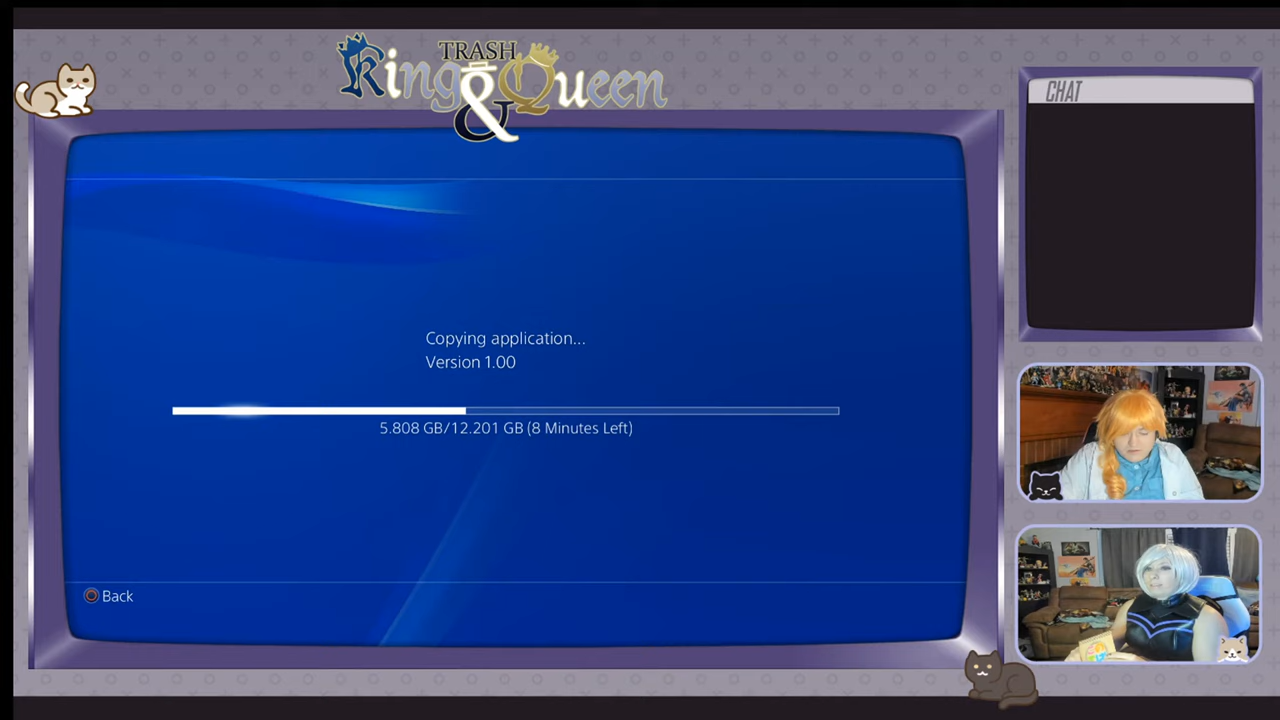 TRASH
King & Queen
CHAT
Copying application...
Version 1.00
5.808 GB/12.201 GB (8 Minutes Left)
Back